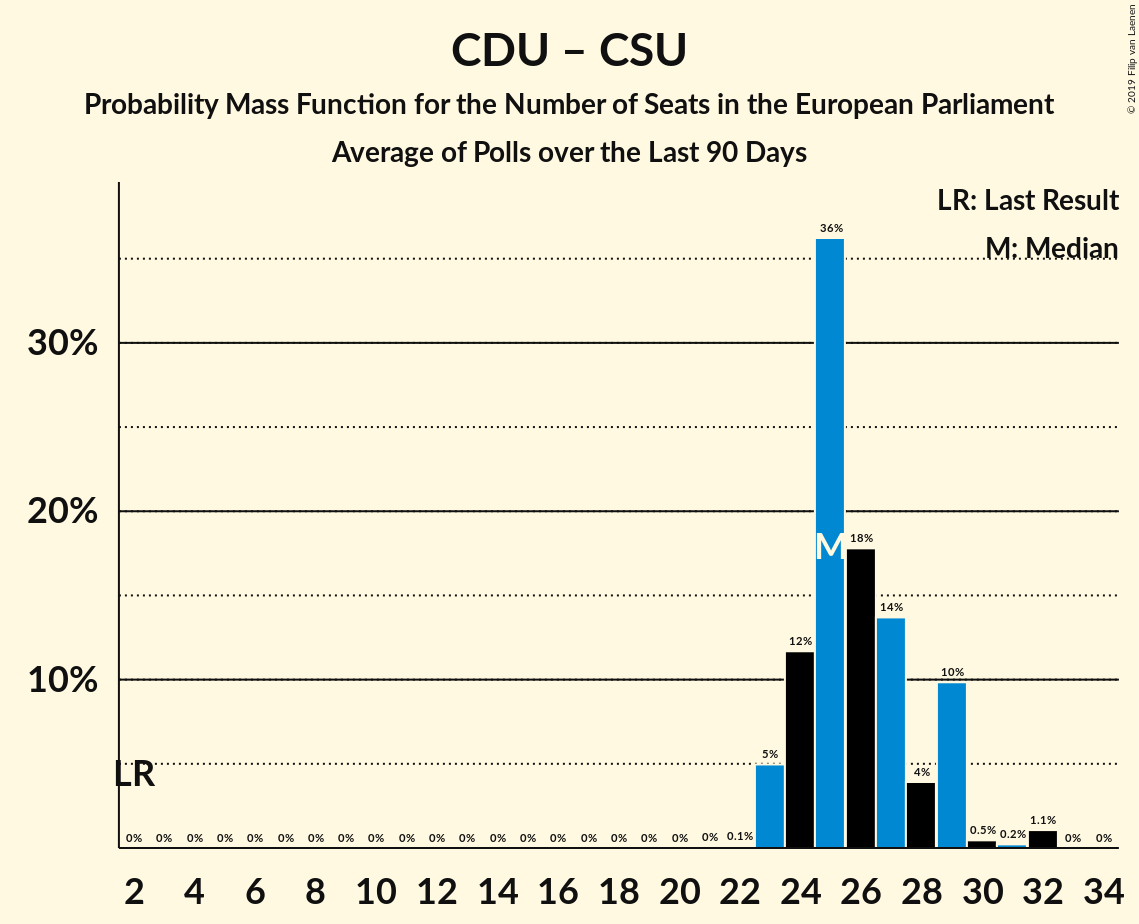 CDU – CSU
Probability Mass Function for the Number of Seats in the European Parliament
Average of Polls over the Last 90 Days
© 2019 Filip van Laenen
LR: Last Result
M: Median
36%
30%
20%
M
18%
14%
12%
10%
10%
5%
4%
LR
0% 0% 0% 0% 0% 0% 0% 0% 0% 0% 0% 0% 0% 0% 0% 0% 0% 0% 0% 0% 0.1% 0.5% 0.2% 1.1% 0% 0%
2 4 6 8 10 12 14 16 18 20 22 24 26 28 30 32 34